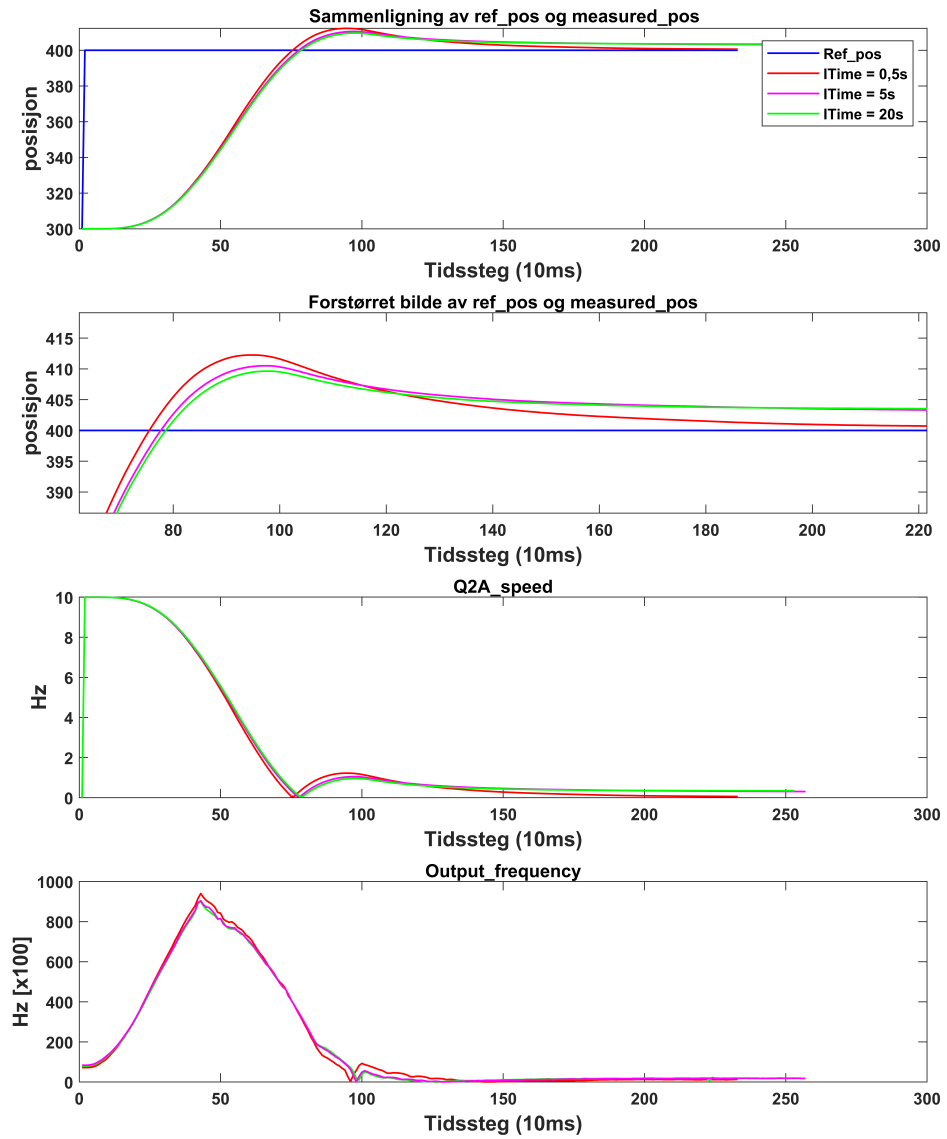 Sammenligning av ref_pos og measured_pos
400
380
360
340
320
300
posisjon
Ref_pos
ITime = 0,5s
ITime = 5s
ITime = 20s
0 50 100 150 200 250 300
Tidssteg (10ms)
Forstørret bilde av ref_pos og measured_pos
415
410
405
400
395
390
posisjon
80 100 120 140 160 180 200 220
Tidssteg (10ms)
Q2A_speed
10
8
6
4
2
0
Hz
0 50 100 150 200 250 300
Tidssteg (10ms)
Output_frequency
1000
800
600
400
200
0
Hz [x100]
0 50 100 150 200 250 300
Tidssteg (10ms)